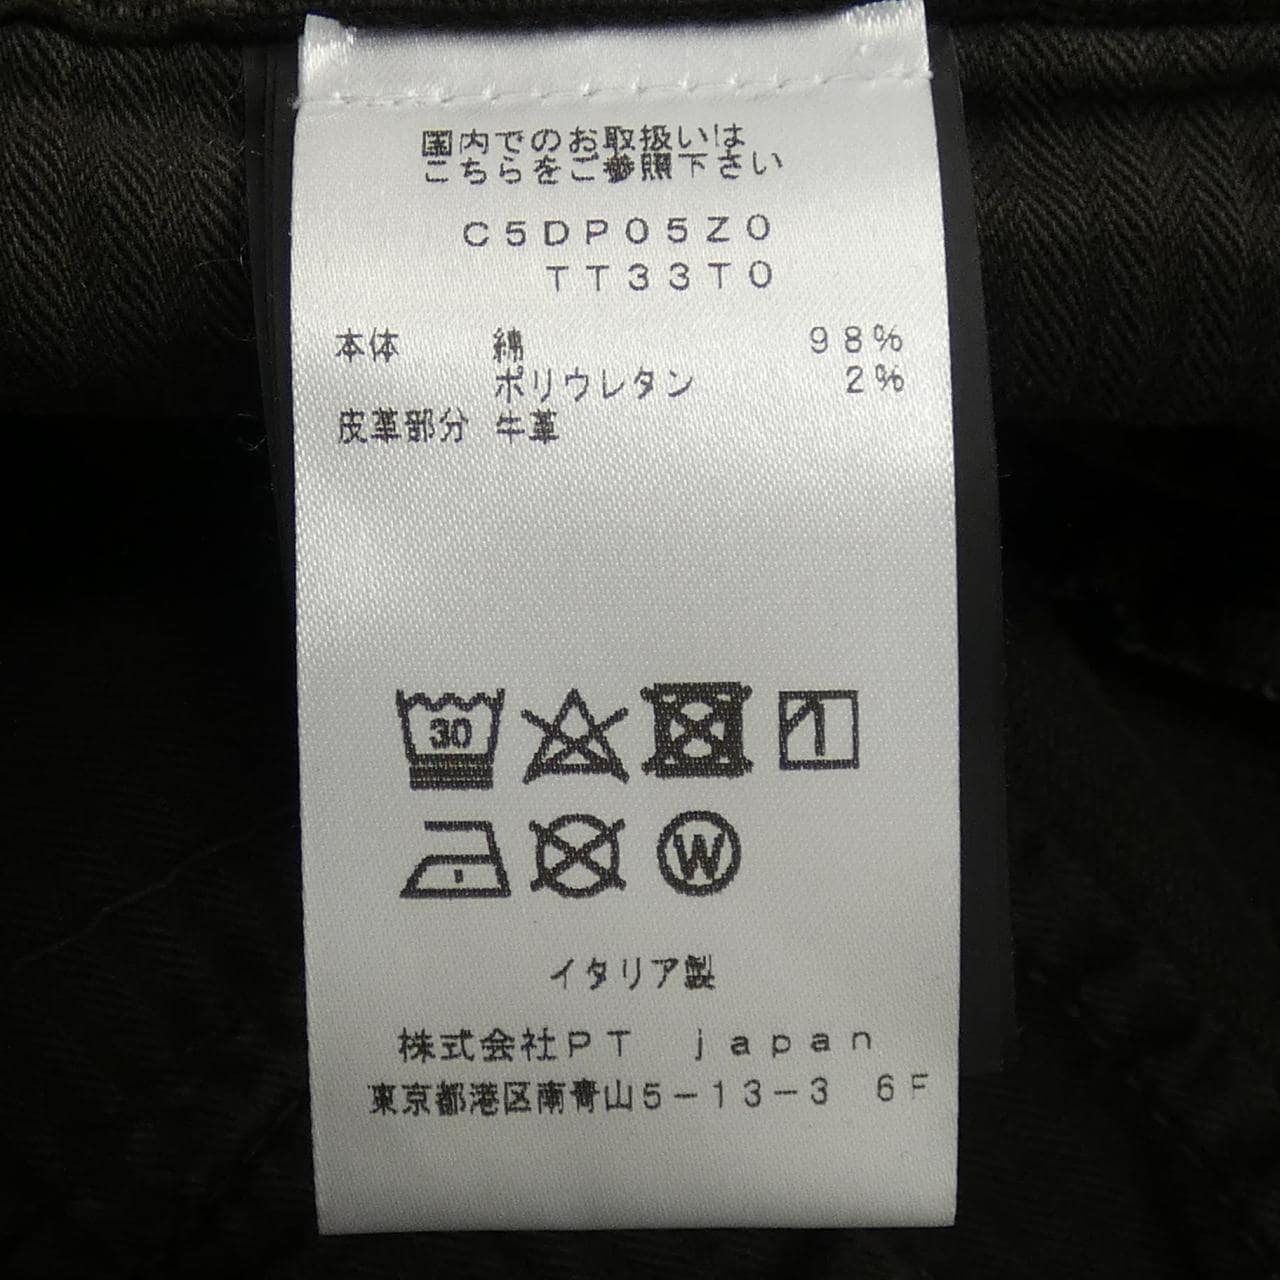 国内でのお取扱いは
こちらをご参照下さい
C5DP05Z0
TT33T0
本体 綿 98%
ポリウレタン 2%
皮革部分 牛革
30
W
イタリア製
株式会社PT japan
東京都港区南青山5-13-3 6F